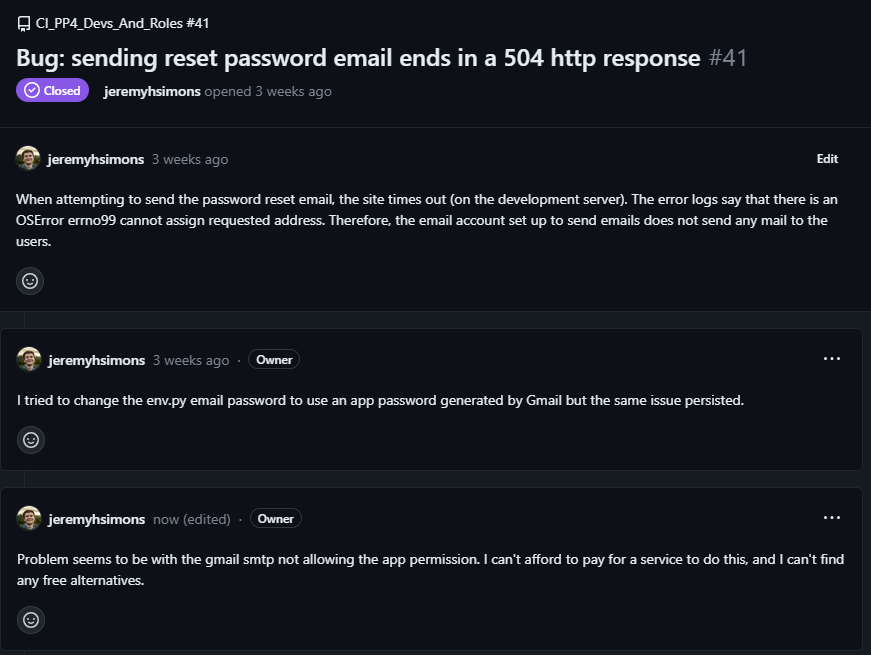 CI_PP4_Devs_And_Roles #41
Bug: sending reset password email ends in a 504 http response #41
Closed jeremyhsimons opened 3 weeks ago
jeremyhsimons 3 weeks ago Edit
When attempting to send the password reset email, the site times out (on the development server). The error logs say that there is an
OSError errno99 cannot assign requested address. Therefore, the email account set up to send emails does not send any mail to the
users.
jeremyhsimons 3 weeks ago · Owner ...
I tried to change the env.py email password to use an app password generated by Gmail but the same issue persisted.
jeremyhsimons now (edited) · Owner ...
Problem seems to be with the gmail smtp not allowing the app permission. I can't afford to pay for a service to do this, and I can't find
any free alternatives.